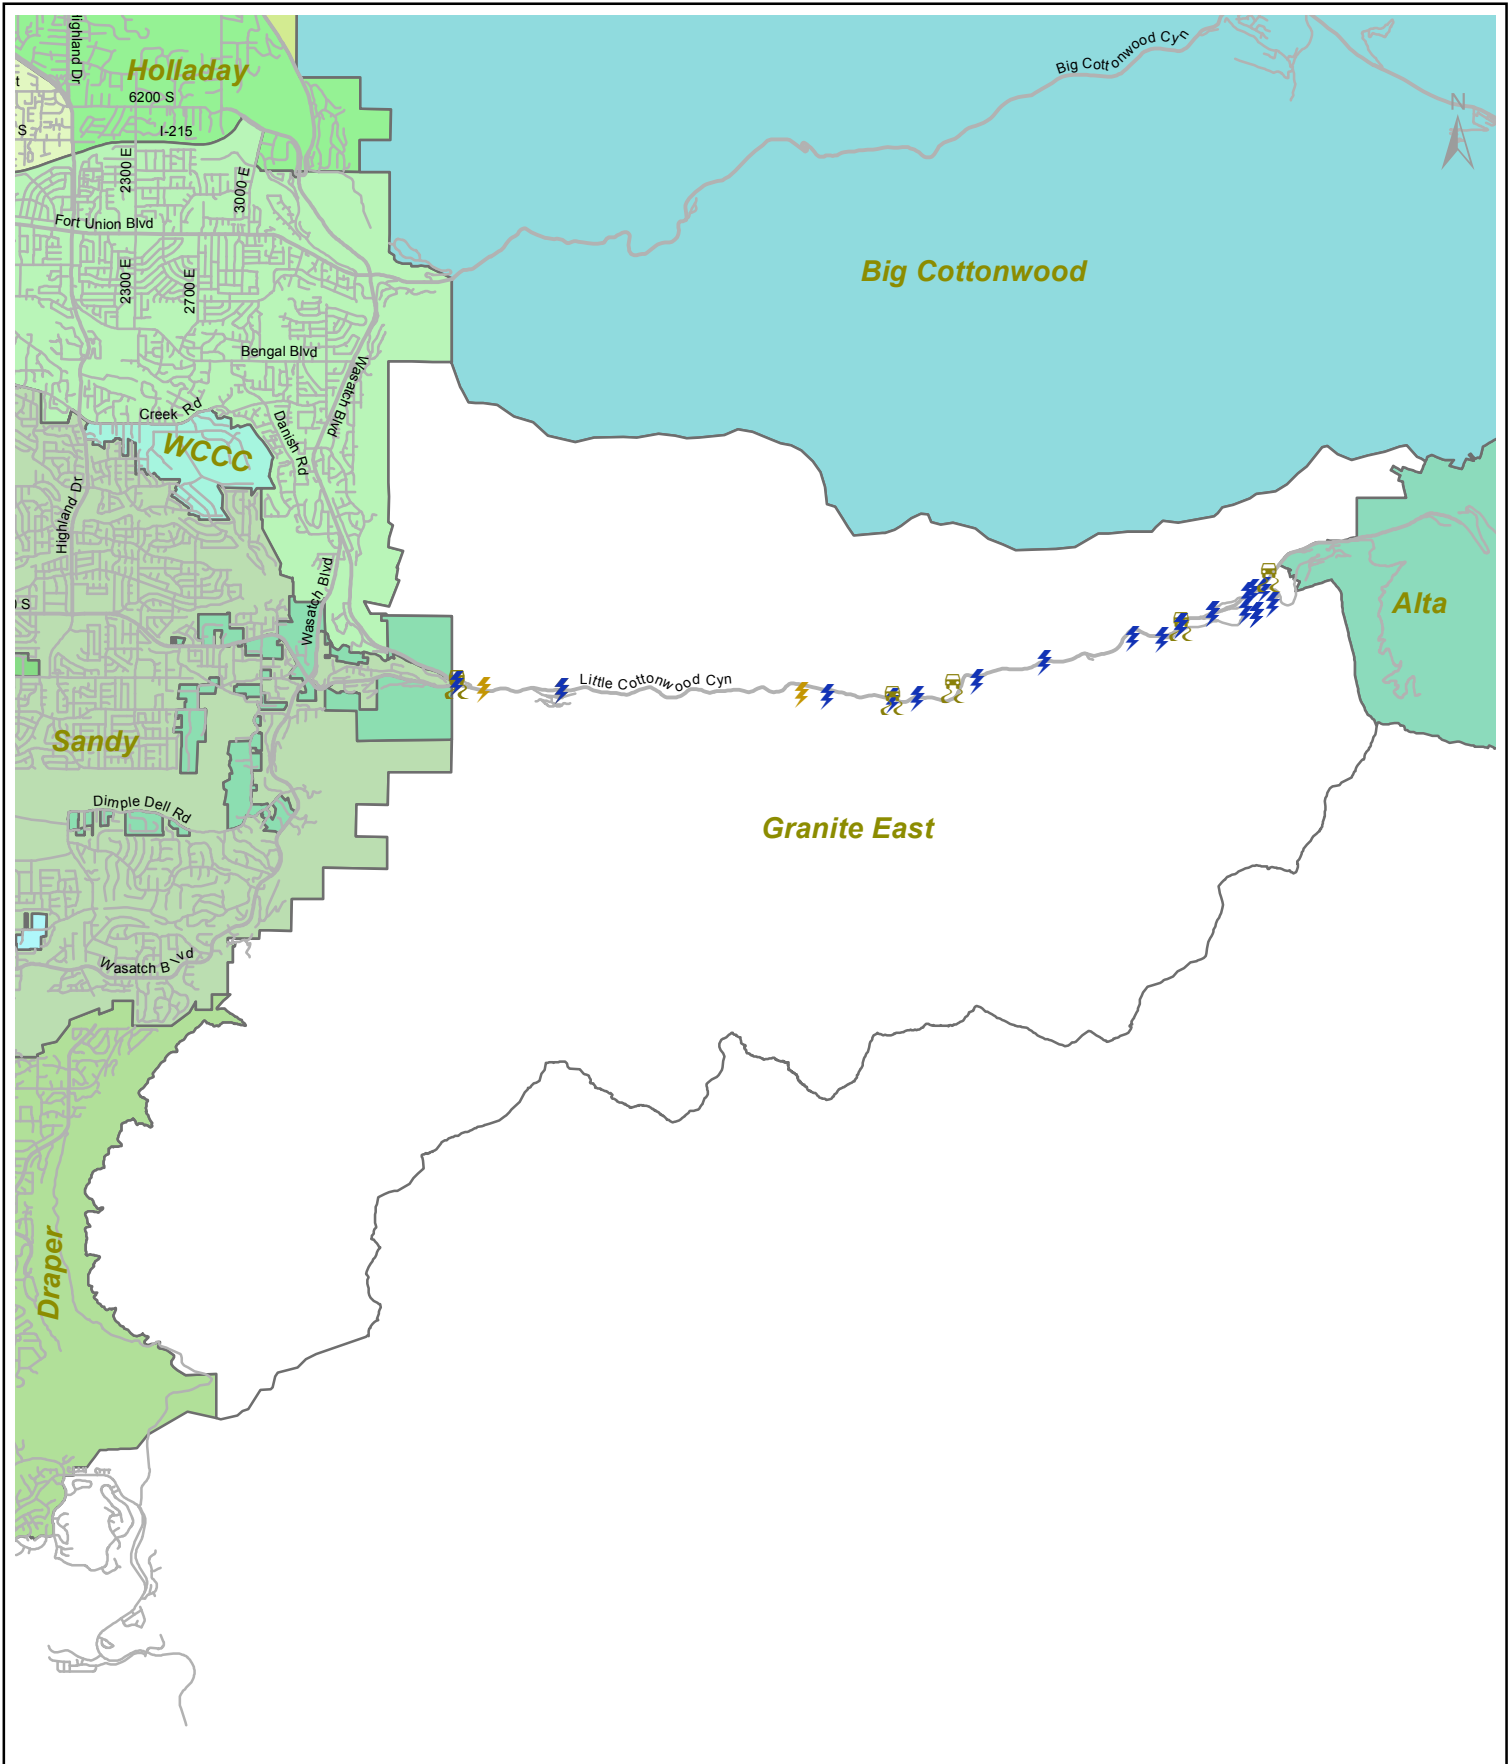 Highland Dr
Holladay
Big Cottonwood Cyn
t
6200 S
N
S
I-215
2300 E
3000 E
Fort Union Blvd
2300 E
2700 E
Big Cottonwood
Bengal Blvd
Wasatch Blvd
Creek Rd
Danish Rd
WCCC
Highland Dr
Wasatch Blvd
S
Alta
Little Cottonwood Cyn
Sandy
Dimple Dell Rd
Granite East
Wasatch Blvd
Draper